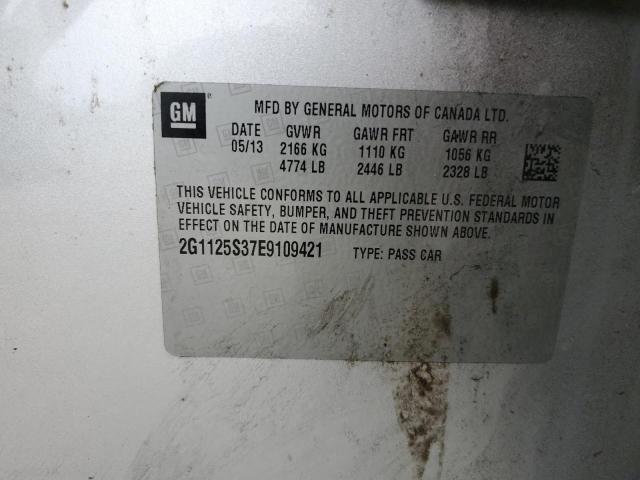 GM
MFD BY GENERAL MOTORS OF CANADA LTD.
DATE GVWR GAWR FRT GAWR RR
05/13 2166 KG 1110 KG 1056 KG
4774 LB 2446 LB 2328 LB
THIS VEHICLE CONFORMS TO ALL APPLICABLE U.S. FEDERAL MOTOR
VEHICLE SAFETY, BUMPER, AND THEFT PREVENTION STANDARDS IN
EFFECT ON THE DATE OF MANUFACTURE SHOWN ABOVE.
2G1125S37E9109421 TYPE: PASS CAR